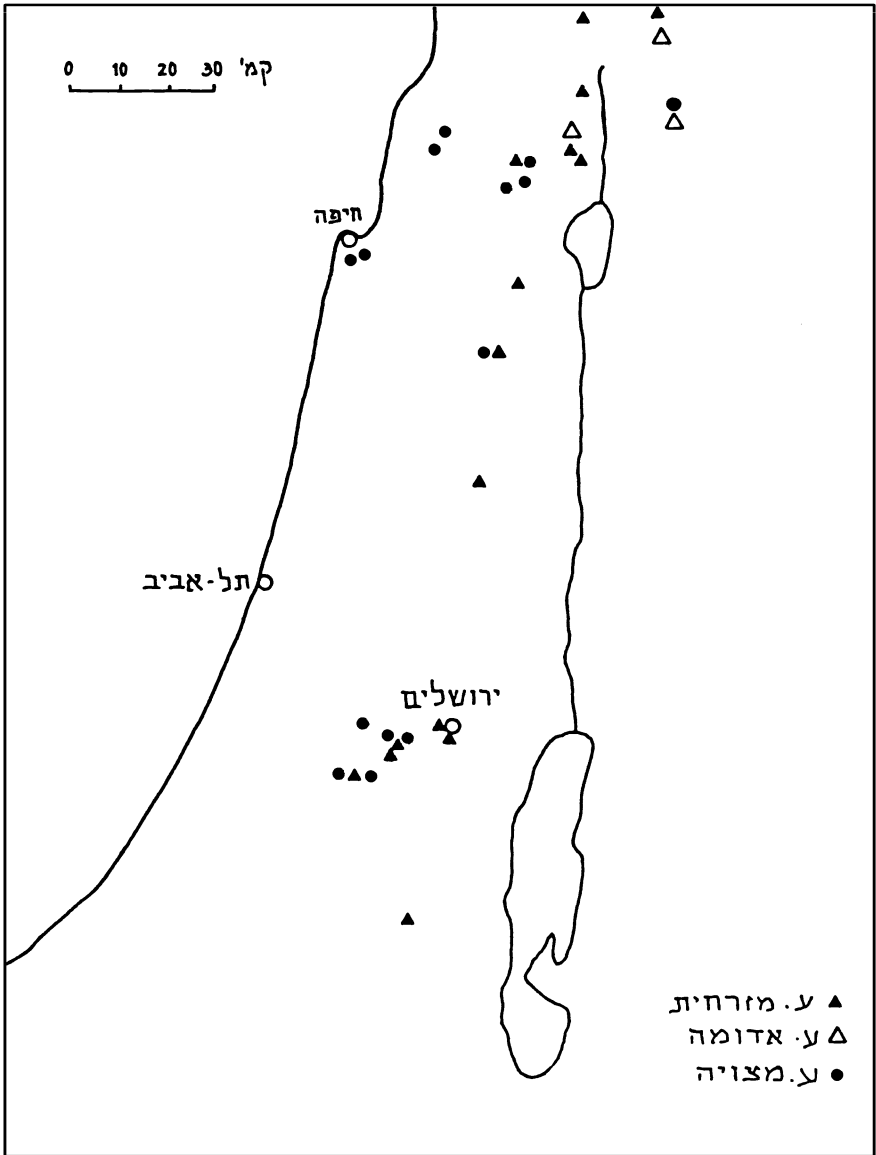 0 10 20 30 קמ'
חיפה
תל-אביב
ירושלים
ע. מזרחית
ע. אדומה
ע. מצויה